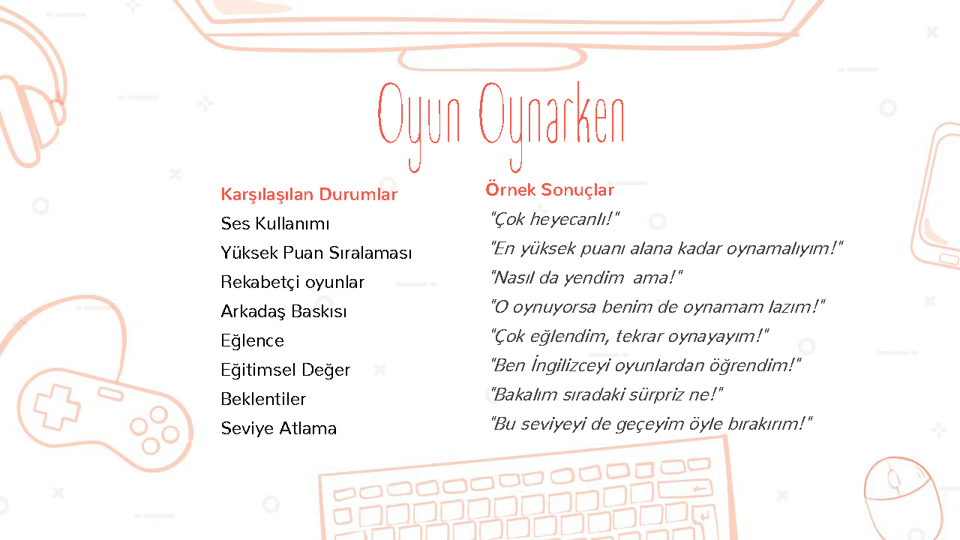 Oyun Oynarken
Karşılaşılan Durumlar
Ses Kullanımı
Yüksek Puan Sıralaması
Rekabetçi oyunlar
Arkadaş Baskısı
Eğlence
Eğitimsel Değer
Beklentiler
Seviye Atlama
Örnek Sonuçlar
"Çok heyecanlı!"
"En yüksek puanı alana kadar oynamalıyım!"
"Nasıl da yendim ama!"
"O oynuyorsa benim de oynamam lazım!"
"Çok eğlendim, tekrar oynayayım!"
"Ben İngilizceyi oyunlardan öğrendim!"
"Bakalım sıradaki sürpriz ne!"
"Bu seviyeyi de geçeyim öyle bırakırım!"